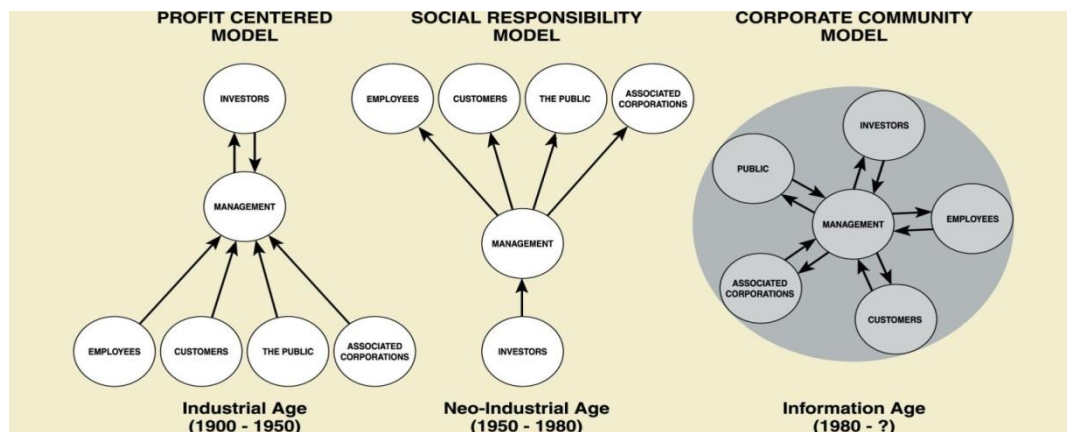 PROFIT CENTERED
MODEL
INVESTORS
MANAGEMENT
EMPLOYEES
CUSTOMERS
THE PUBLIC
ASSOCIATED
CORPORATIONS
Industrial Age
(1900 - 1950)
SOCIAL RESPONSIBILITY
MODEL
EMPLOYEES
CUSTOMERS
THE PUBLIC
ASSOCIATED
CORPORATIONS
MANAGEMENT
INVESTORS
Neo-Industrial Age
(1950 - 1980)
CORPORATE COMMUNITY
MODEL
INVESTORS
PUBLIC
MANAGEMENT
EMPLOYEES
ASSOCIATED
CORPORATIONS
CUSTOMERS
Information Age
(1980 - ?)